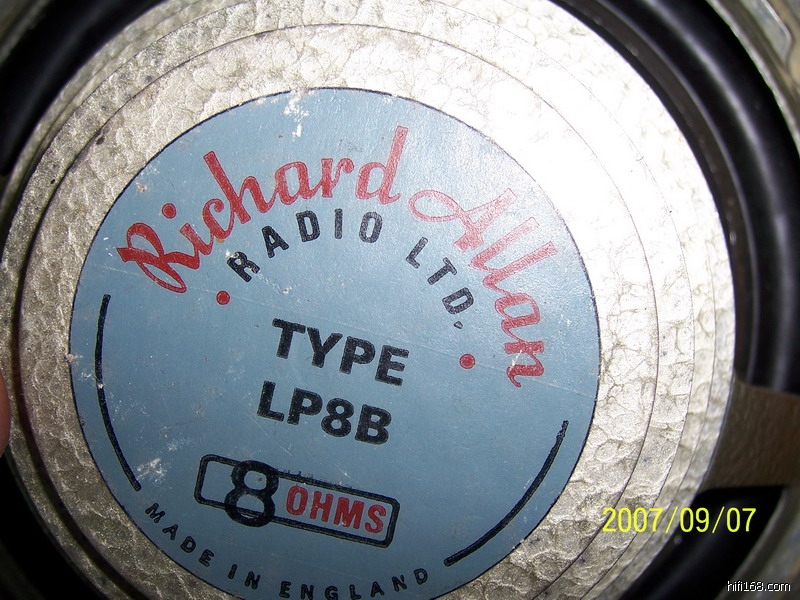 Richard Allan
RADIO LTD.
TYPE
LP8B
8 OHMS
MADE IN ENGLAND
2007/09/07
hifi168.com